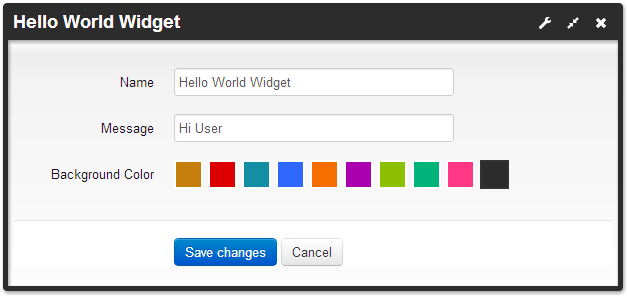 Hello World Widget
Name Hello World Widget
Message Hi User
Background Color
Save changes Cancel